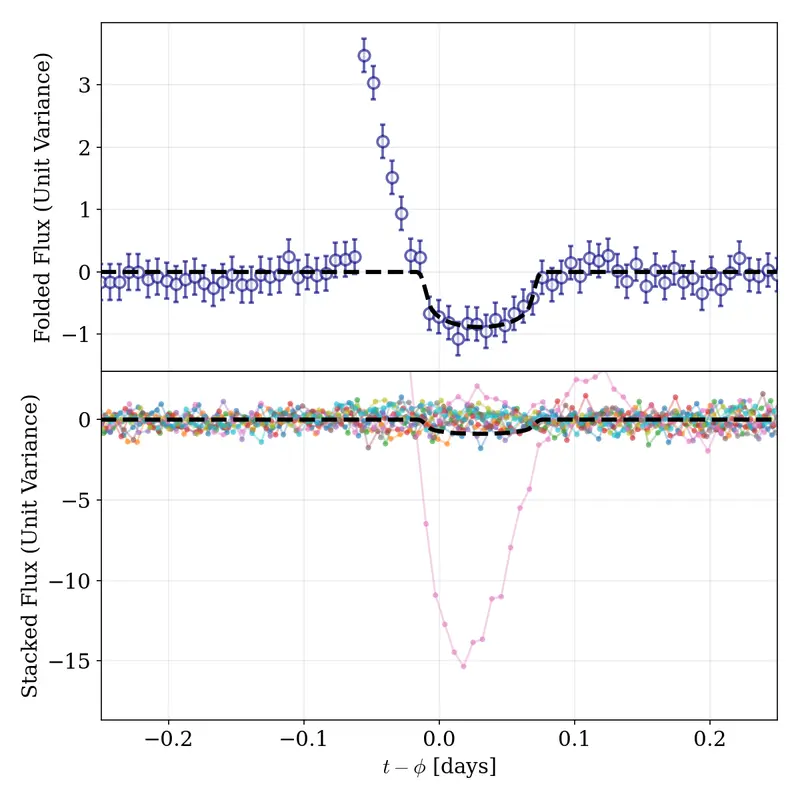 Folded Flux (Unit Variance)
3
2
1
0
−1
Stacked Flux (Unit Variance)
0
−5
−10
−15
−0.2 −0.1 0.0 0.1 0.2
t − ϕ [days]